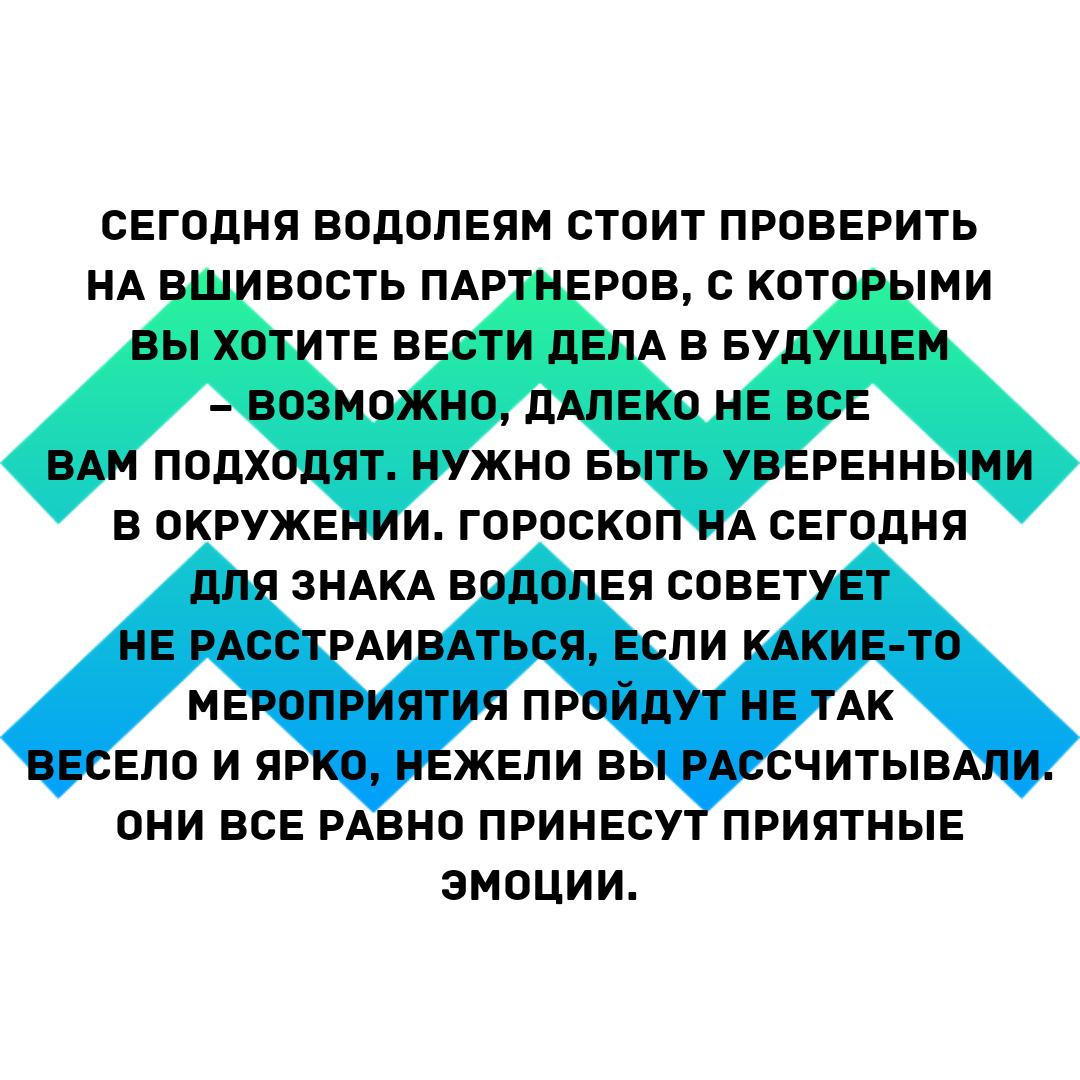 СЕГОДНЯ ВОДОЛЕЯМ СТОИТ ПРОВЕРИТЬ
НА ВШИВОСТЬ ПАРТНЕРОВ, С КОТОРЫМИ
ВЫ ХОТИТЕ ВЕСТИ ДЕЛА В БУДУЩЕМ
– ВОЗМОЖНО, ДАЛЕКО НЕ ВСЕ
ВАМ ПОДХОДЯТ. НУЖНО БЫТЬ УВЕРЕННЫМИ
В ОКРУЖЕНИИ. ГОРОСКОП НА СЕГОДНЯ
ДЛЯ ЗНАКА ВОДОЛЕЯ СОВЕТУЕТ
НЕ РАССТРАИВАТЬСЯ, ЕСЛИ КАКИЕ-ТО
МЕРОПРИЯТИЯ ПРОЙДУТ НЕ ТАК
ВЕСЕЛО И ЯРКО, НЕЖЕЛИ ВЫ РАССЧИТЫВАЛИ.
ОНИ ВСЕ РАВНО ПРИНЕСУТ ПРИЯТНЫЕ
ЭМОЦИИ.